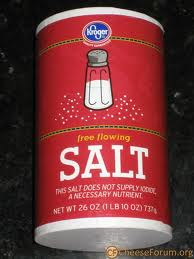 Kroger
free flowing
SALT
THIS SALT DOES NOT SUPPLY IODIDE,
A NECESSARY NUTRIENT.
NET WT 26 OZ (1 LB 10 OZ) 737g
CheeseForum.org